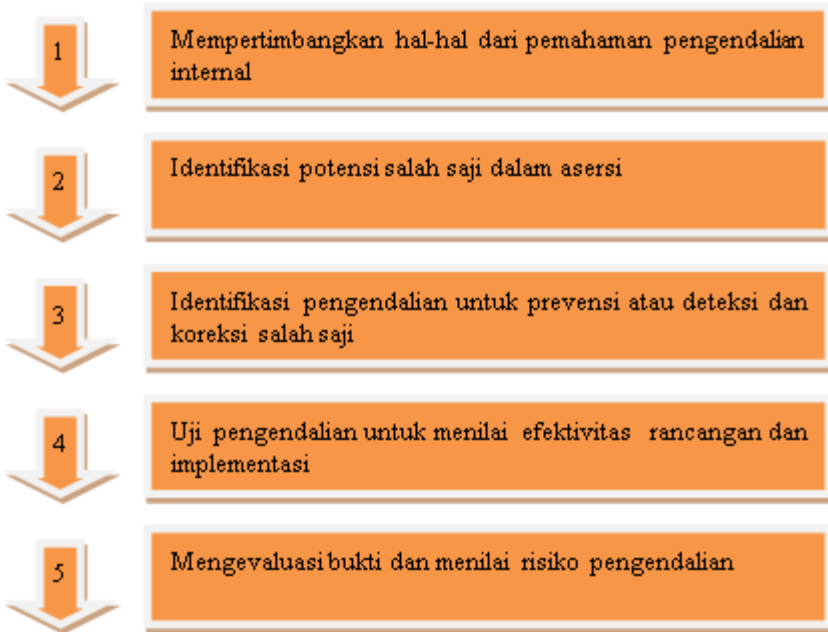 1
Mempertimbangkan hal-hal dari pemahaman pengendalian
internal
2
Identifikasi potensi salah saji dalam asersi
3
Identifikasi pengendalian untuk prevensi atau deteksi dan
koreksi salah saji
4
Uji pengendalian untuk menilai efektivitas rancangan dan
implementasi
5
Mengevaluasi bukti dan menilai risiko pengendalian